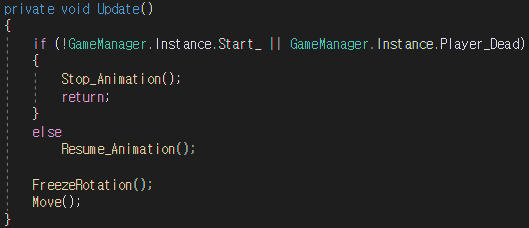 private void Update()
{
if (!GameManager.Instance.Start_ || GameManager.Instance.Player_Dead)
{
Stop_Animation();
return;
}
else
Resume_Animation();
FreezeRotation();
Move();
}